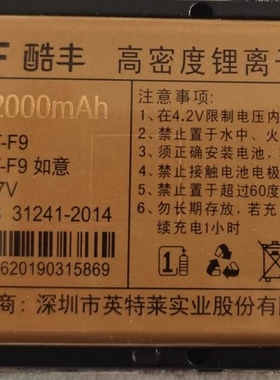 F 酷丰 高密度锂离
2000mAh
注意事项:
T-F9
1. 在4.2V限制电压内
-F9 如意
2. 禁止置于水中、火
7V
3. 须正确安装电池,
31241-2014
4. 禁止接触电池电极
5. 禁止置于超过60度
6. 勿长期存放,若使
续充电1小时
620190315869
商: 深圳市英特莱实业股份有